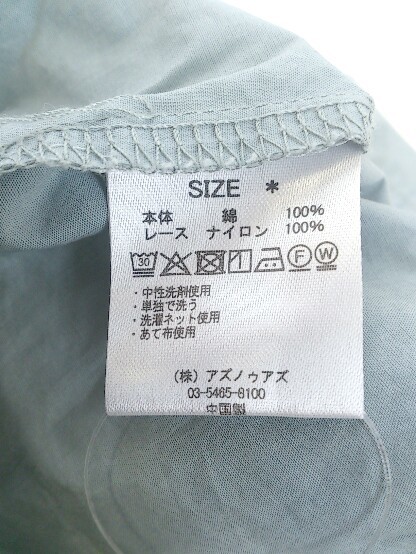 SIZE *
本体 綿 100%
レース ナイロン 100%
30 F W
・中性洗剤使用
・単独で洗う
・洗濯ネット使用
・あて布使用
(株) アズノゥアズ
03-5465-8100
中国製